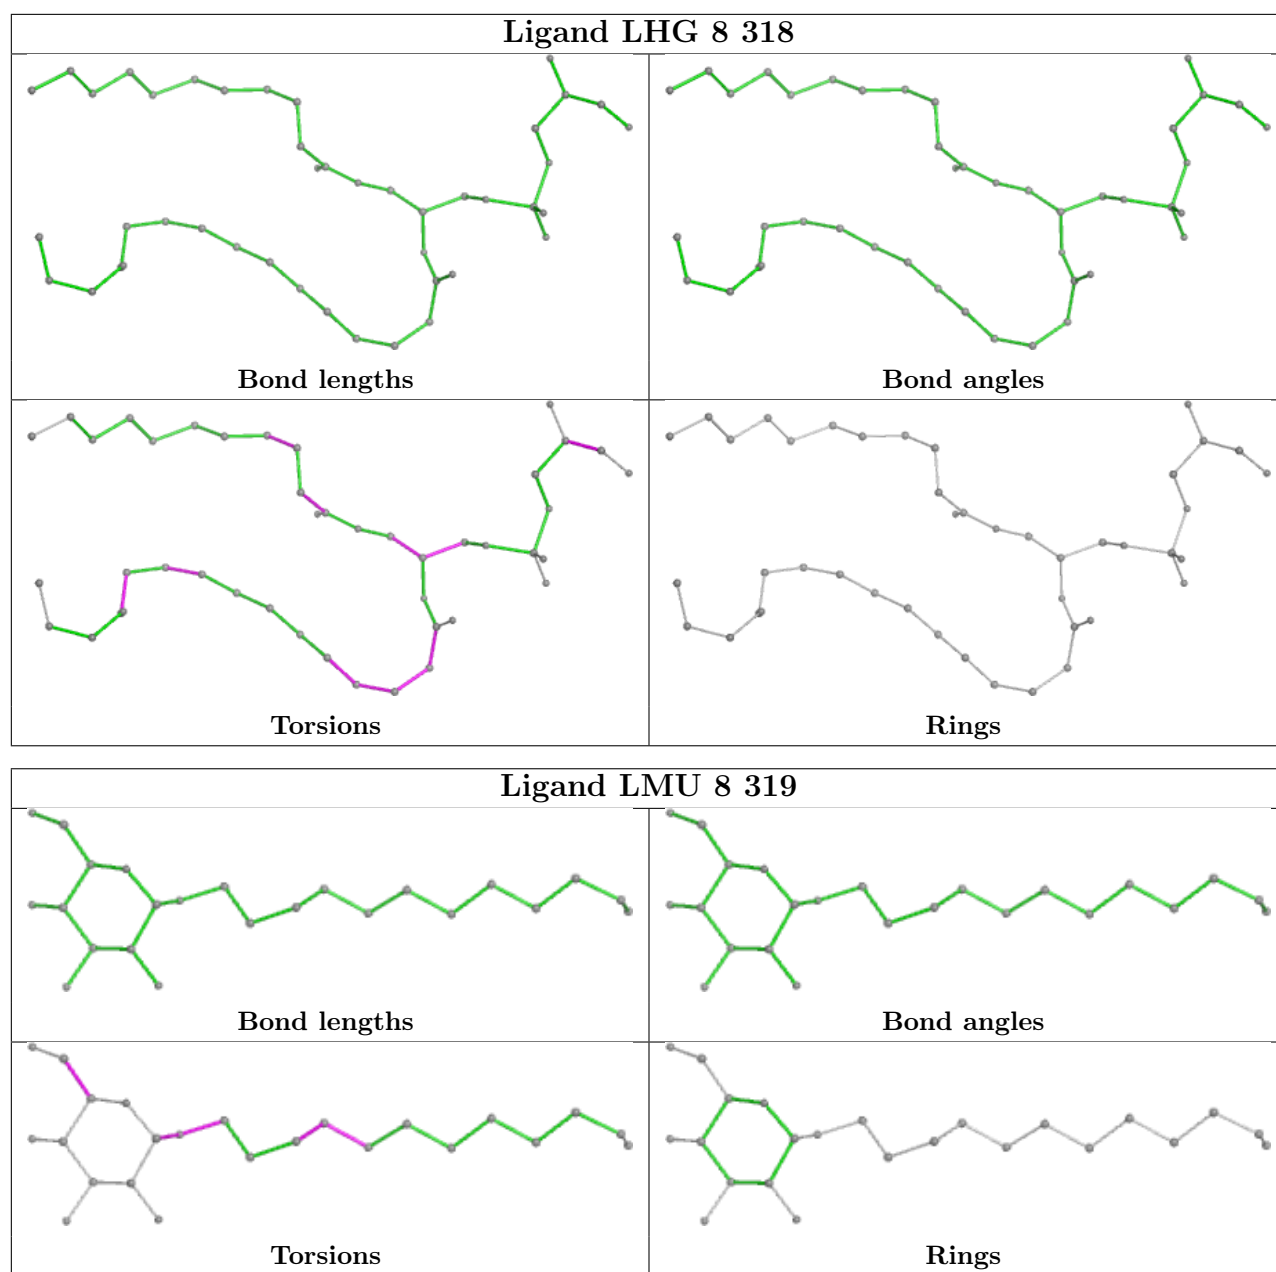 Ligand LHG 8 318
Bond lengths
Bond angles
Torsions
Rings
Ligand LMU 8 319
Bond lengths
Bond angles
Torsions
Rings